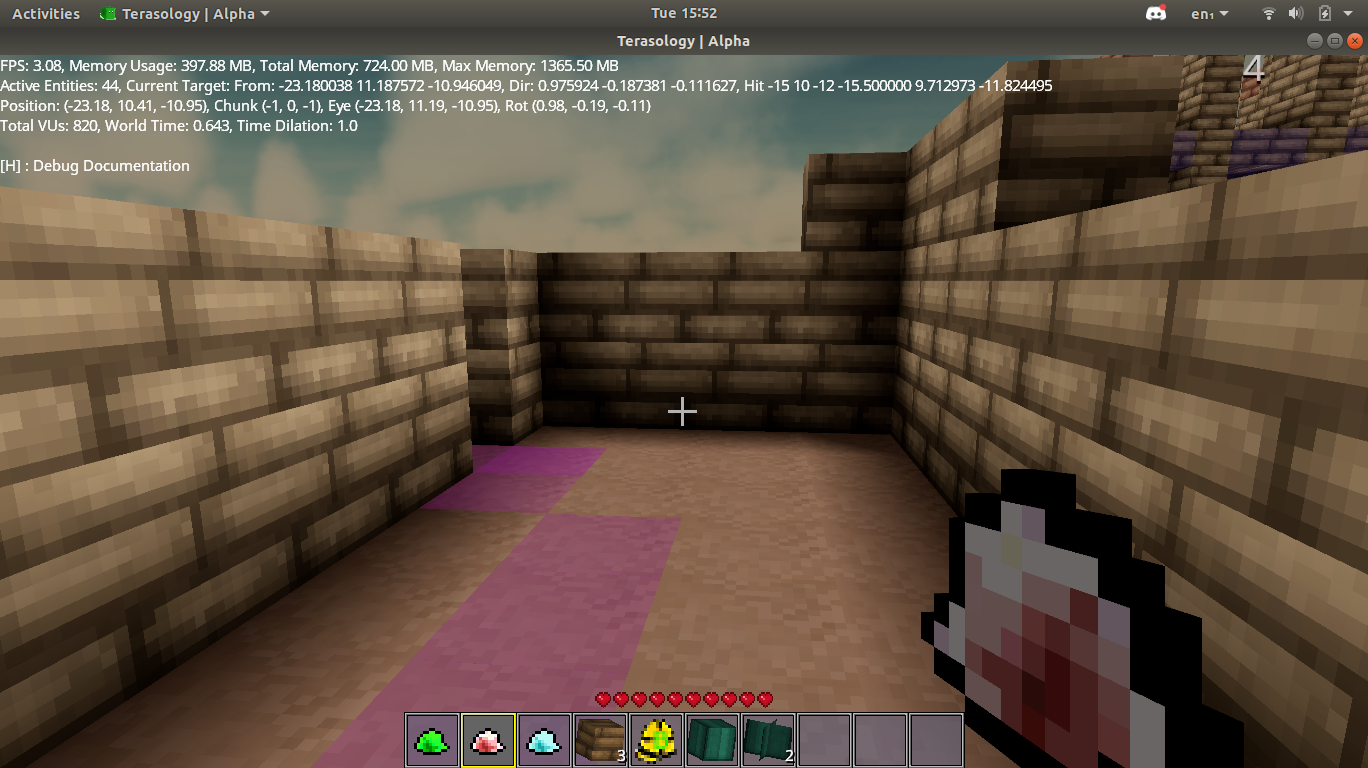 Activities
Terasology | Alpha
Tue 15:52
en₁
Terasology | Alpha
FPS: 3.08, Memory Usage: 397.88 MB, Total Memory: 724.00 MB, Max Memory: 1365.50 MB
Active Entities: 44, Current Target: From: -23.180038 11.187572 -10.946049, Dir: 0.975924 -0.187381 -0.111627, Hit -15 10 -12 -15.500000 9.712973 -11.824495
Position: (-23.18, 10.41, -10.95), Chunk (-1, 0, -1), Eye (-23.18, 11.19, -10.95), Rot (0.98, -0.19, -0.11)
Total VUs: 820, World Time: 0.643, Time Dilation: 1.0
[H] : Debug Documentation
4
3
2